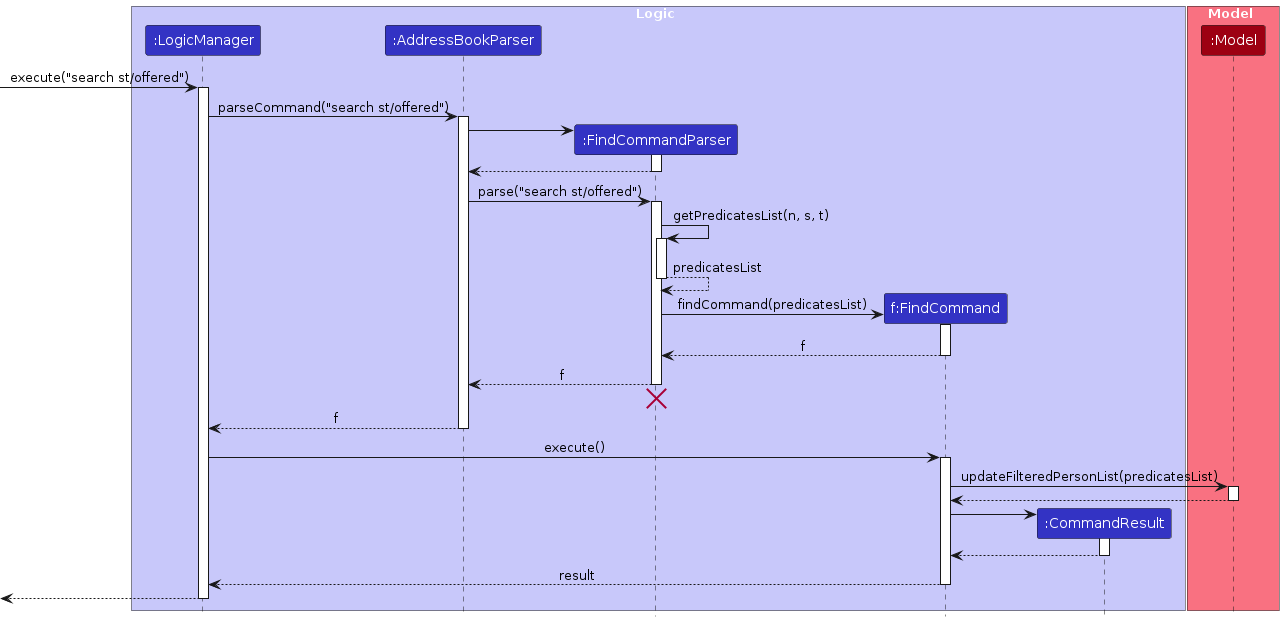 Logic
Model
:LogicManager
:AddressBookParser
:Model
execute("search st/offered")
parseCommand("search st/offered")
:FindCommandParser
parse("search st/offered")
getPredicatesList(n, s, t)
predicatesList
findCommand(predicatesList)
f:FindCommand
f
f
f
execute()
updateFilteredPersonList(predicatesList)
:CommandResult
result